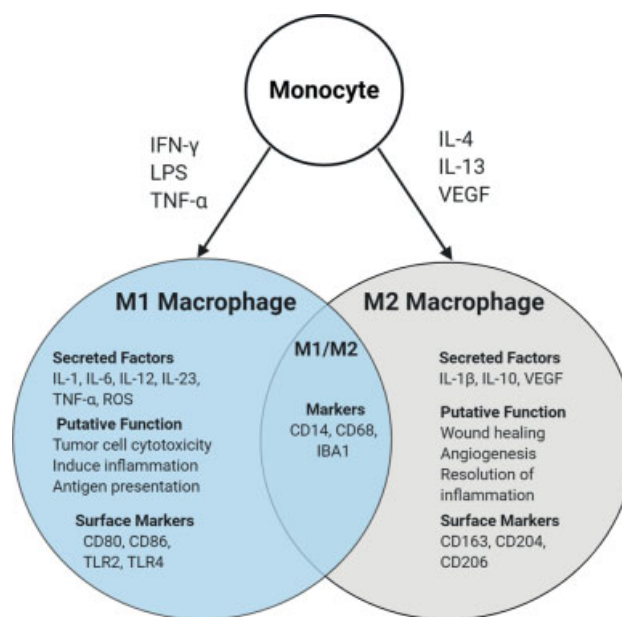 Monocyte
IFN-γ
LPS
TNF-α
IL-4
IL-13
VEGF
M1 Macrophage
Secreted Factors
IL-1, IL-6, IL-12, IL-23,
TNF-α, ROS
Putative Function
Tumor cell cytotoxicity
Induce inflammation
Antigen presentation
Surface Markers
CD80, CD86,
TLR2, TLR4
M1/M2
Markers
CD14, CD68,
IBA1
M2 Macrophage
Secreted Factors
IL-1β, IL-10, VEGF
Putative Function
Wound healing
Angiogenesis
Resolution of
inflammation
Surface Markers
CD163, CD204,
CD206